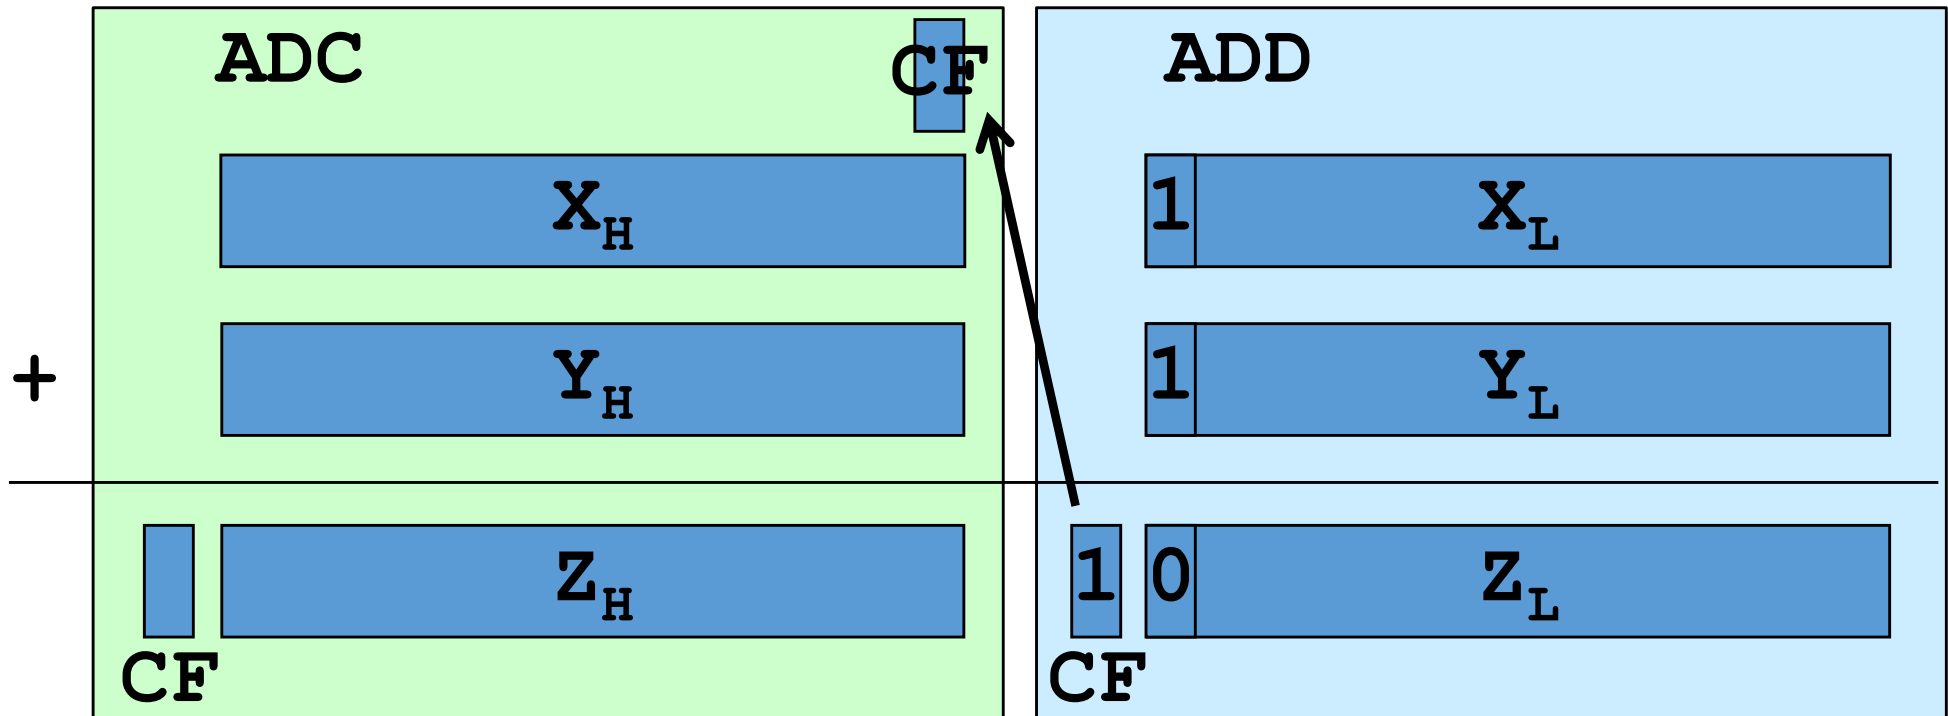 ADC CF ADD
X_H 1 X_L
+ Y_H 1 Y_L
Z_H 1 0 Z_L
CF CF